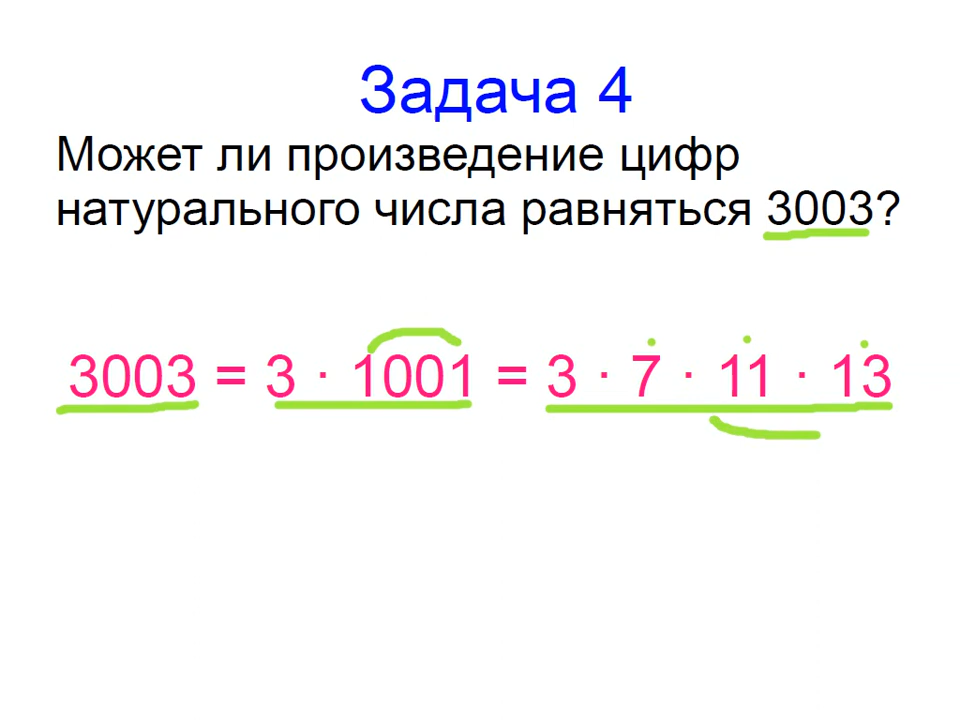 Задача 4
Может ли произведение цифр
натурального числа равняться 3003?
3003 = 3 · 1001 = 3 · 7 · 11 · 13